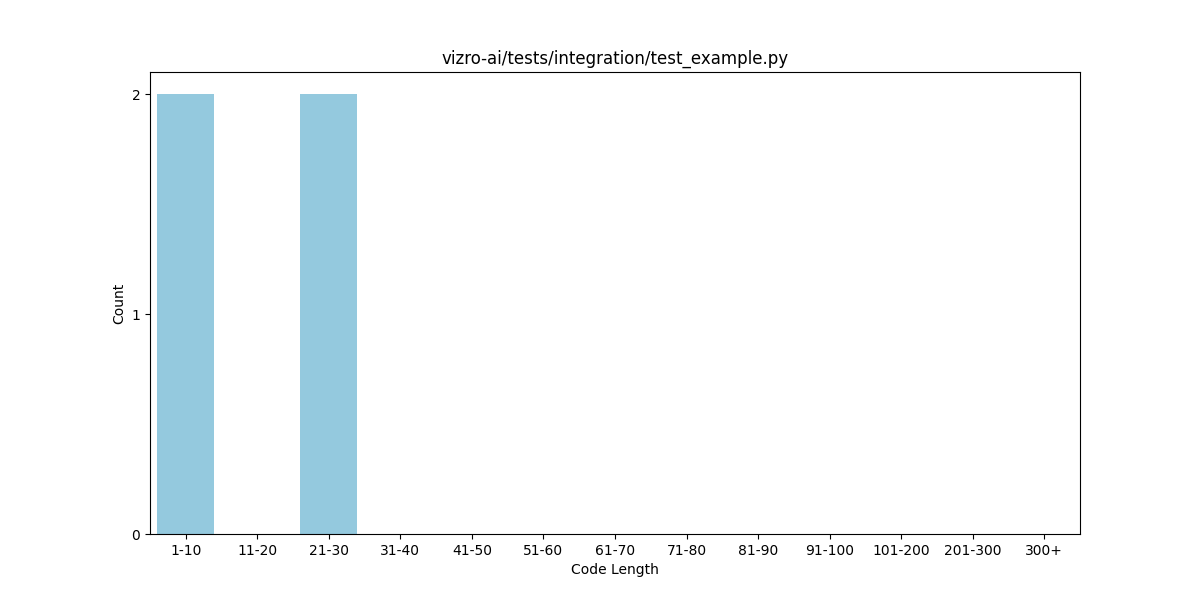 vizro-ai/tests/integration/test_example.py
2
1
0
Count
1-10 11-20 21-30 31-40 41-50 51-60 61-70 71-80 81-90 91-100 101-200 201-300 300+
Code Length